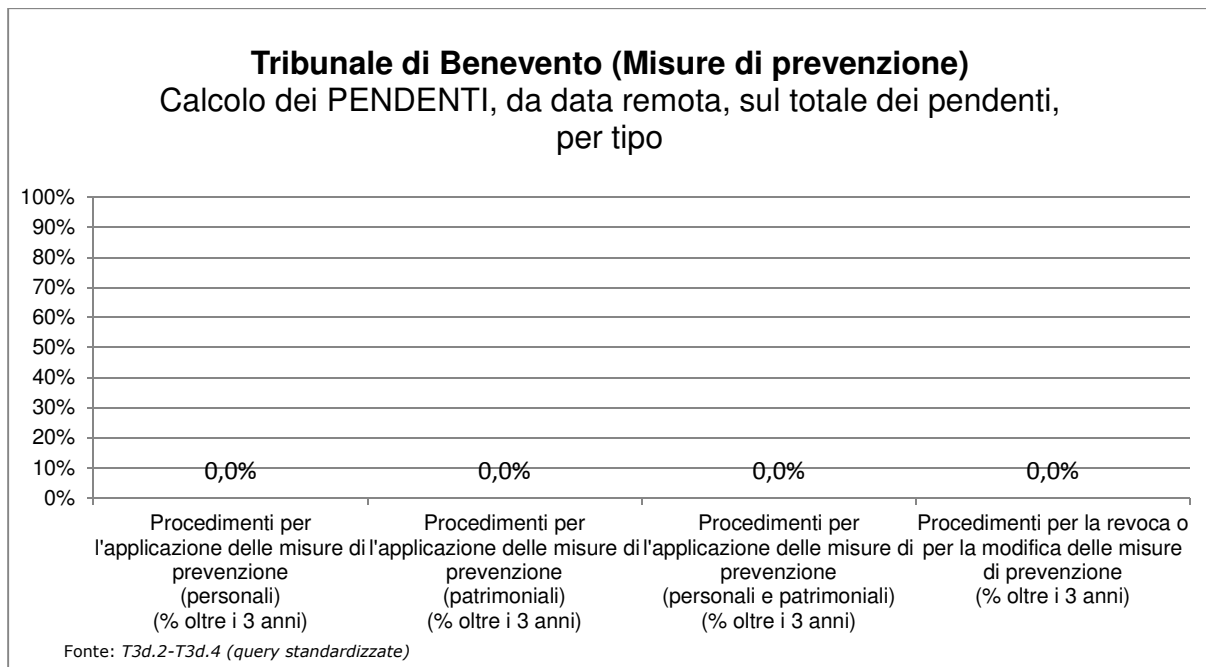 Tribunale di Benevento (Misure di prevenzione)
Calcolo dei PENDENTI, da data remota, sul totale dei pendenti,
per tipo
100%
90%
80%
70%
60%
50%
40%
30%
20%
10%
0%
0,0%
0,0%
0,0%
0,0%
Procedimenti per
l'applicazione delle misure di
prevenzione
(personali)
(% oltre i 3 anni)
Procedimenti per
l'applicazione delle misure di
prevenzione
(patrimoniali)
(% oltre i 3 anni)
Procedimenti per
l'applicazione delle misure di
prevenzione
(personali e patrimoniali)
(% oltre i 3 anni)
Procedimenti per la revoca o
per la modifica delle misure
di prevenzione
(% oltre i 3 anni)
Fonte: T3d.2-T3d.4 (query standardizzate)